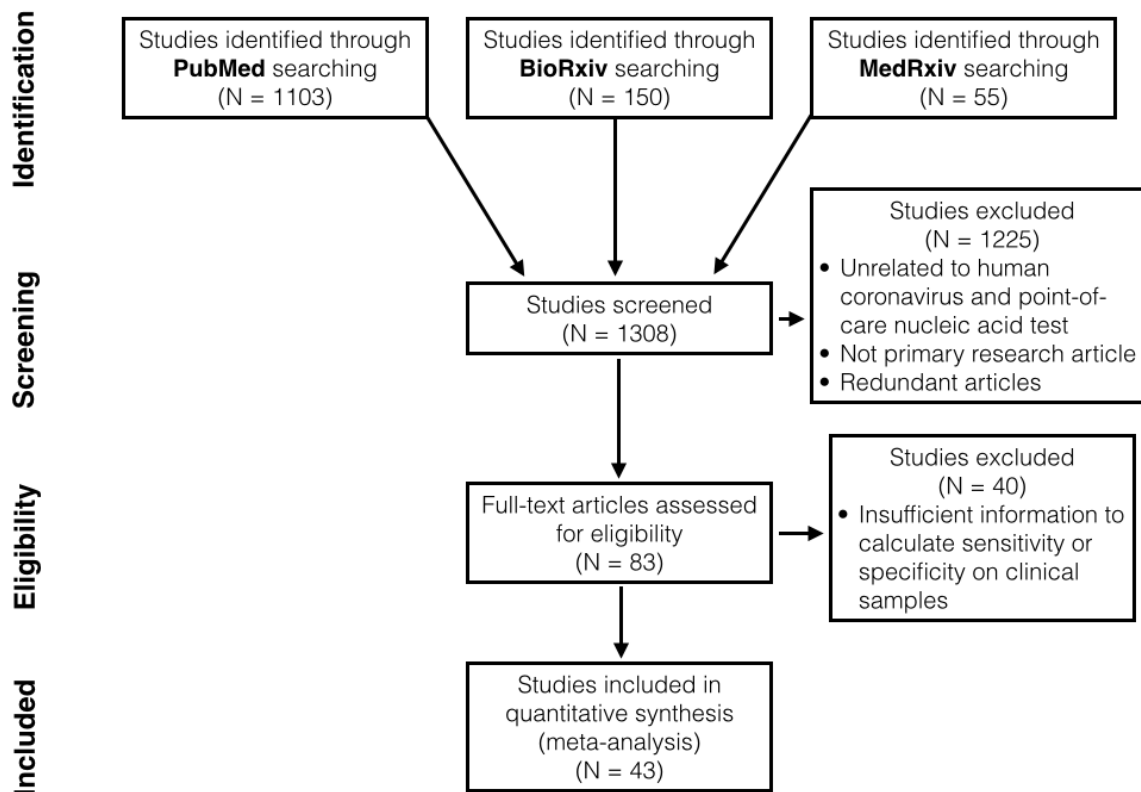 Identification
Studies identified through
PubMed searching
(N = 1103)
Studies identified through
BioRxiv searching
(N = 150)
Studies identified through
MedRxiv searching
(N = 55)
Screening
Studies screened
(N = 1308)
Studies excluded
(N = 1225)
• Unrelated to human
coronavirus and point-of-
care nucleic acid test
• Not primary research article
• Redundant articles
Eligibility
Full-text articles assessed
for eligibility
(N = 83)
Studies excluded
(N = 40)
• Insufficient information to
calculate sensitivity or
specificity on clinical
samples
Included
Studies included in
quantitative synthesis
(meta-analysis)
(N = 43)